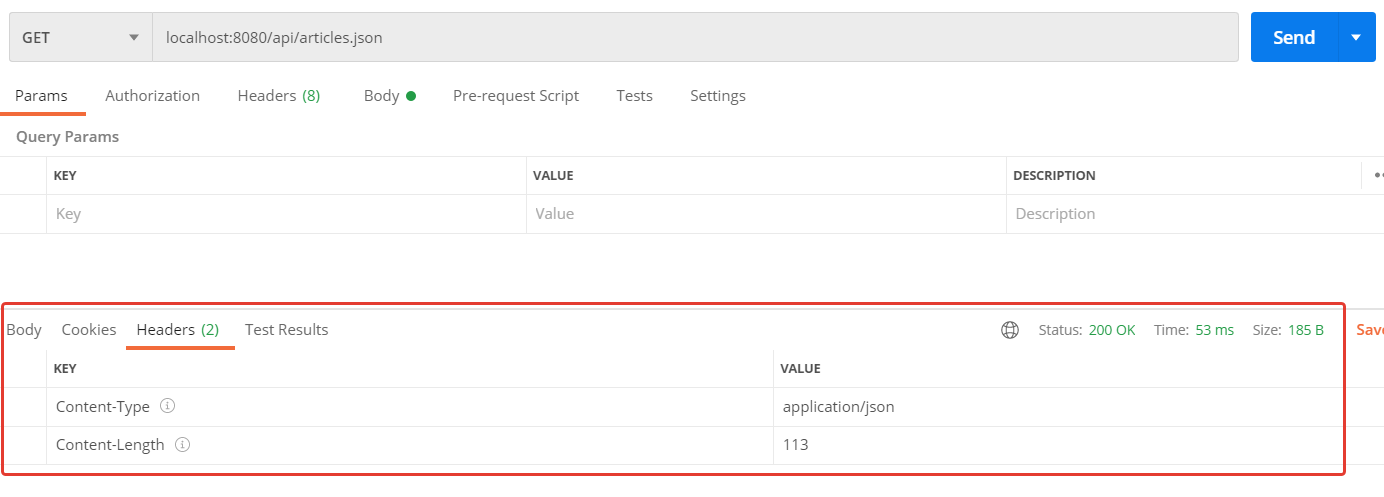 GET localhost:8080/api/articles.json Send
Params Authorization Headers (8) Body Pre-request Script Tests Settings
Query Params
KEY VALUE DESCRIPTION
Key Value Description
Body Cookies Headers (2) Test Results Status: 200 OK Time: 53 ms Size: 185 B
KEY VALUE
Content-Type application/json
Content-Length 113